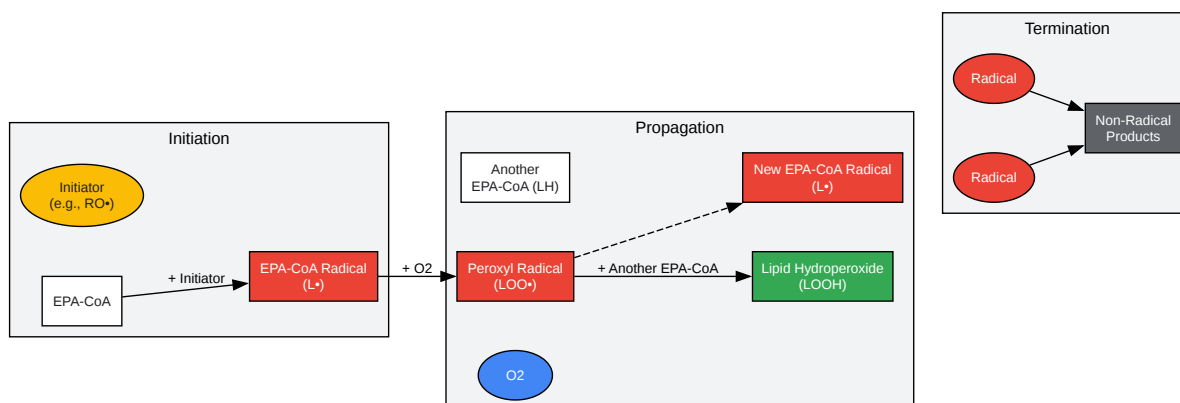 Initiation
Initiator
(e.g., RO•)
EPA-CoA
+ Initiator
EPA-CoA Radical
(L•)
+ O2
Propagation
Another
EPA-CoA (LH)
New EPA-CoA Radical
(L•)
Peroxyl Radical
(LOO•)
+ Another EPA-CoA
Lipid Hydroperoxide
(LOOH)
O2
Termination
Radical
Radical
Non-Radical
Products